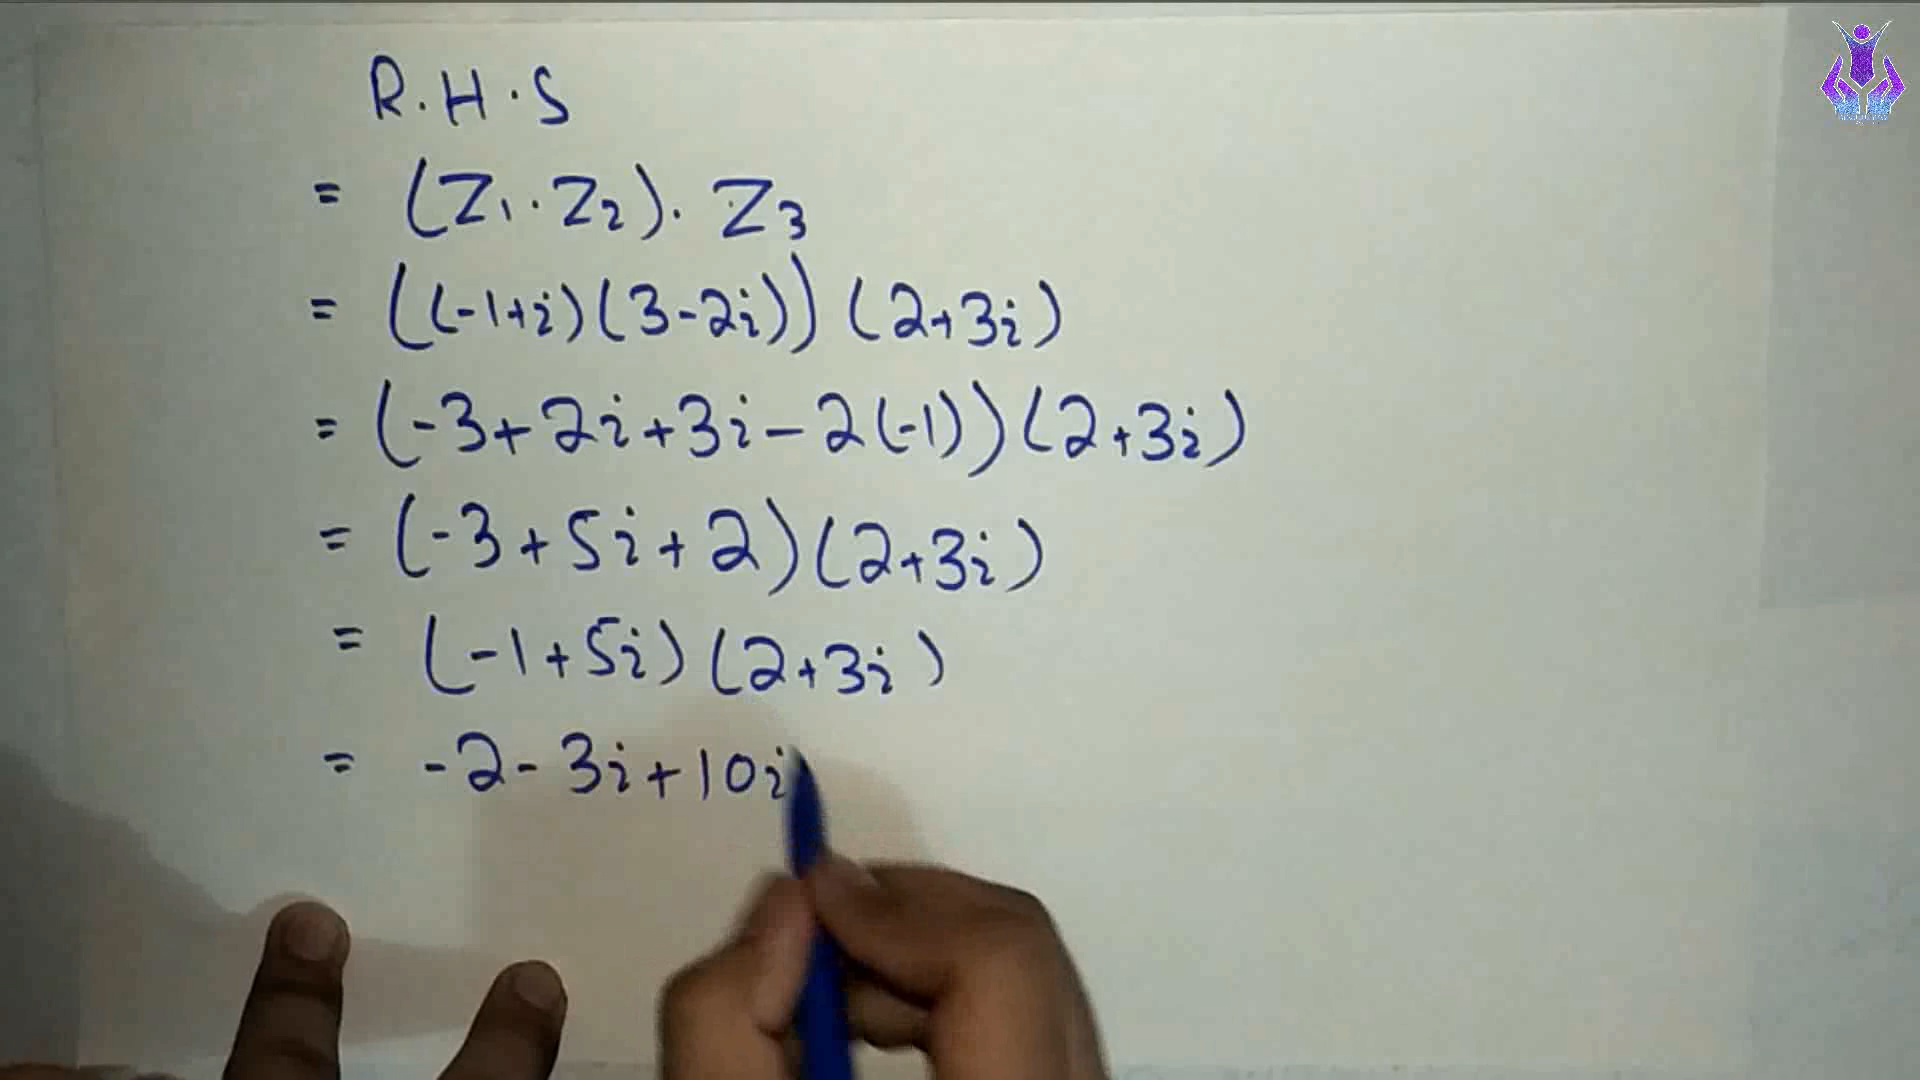 R.H.S
= (Z₁.Z₂). Z₃
= ((-1+i)(3-2i)) (2+3i)
= (-3+2i+3i-2(-1))(2+3i)
= (-3+5i+2)(2+3i)
= (-1+5i)(2+3i)
= -2-3i+10i